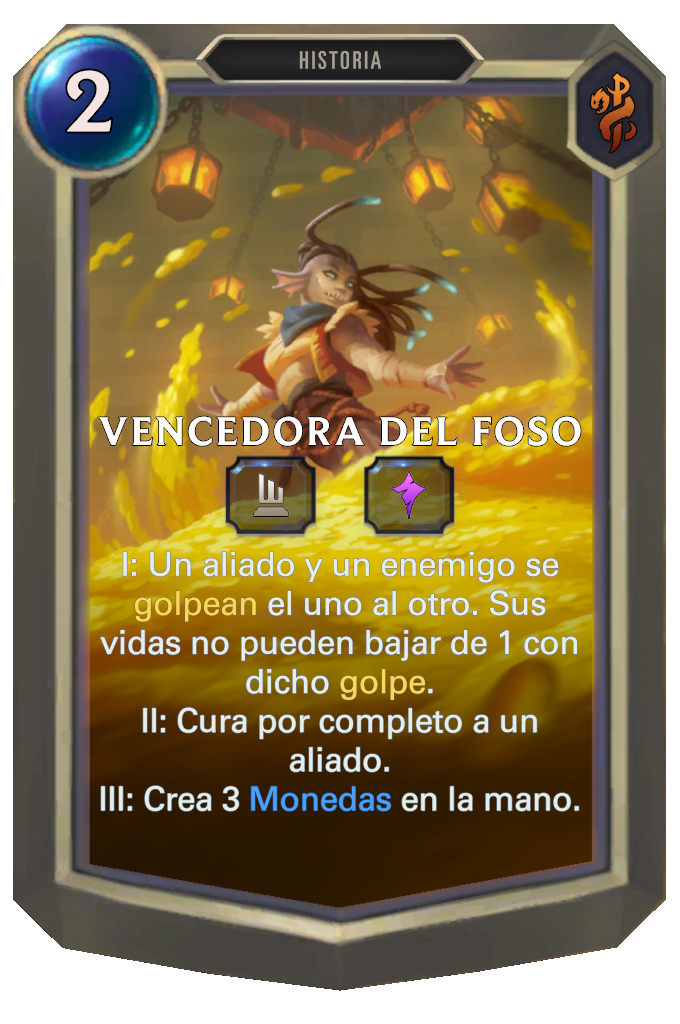 2
HISTORIA
VENCEDORA DEL FOSO
I: Un aliado y un enemigo se
golpean el uno al otro. Sus
vidas no pueden bajar de 1 con
dicho golpe.
II: Cura por completo a un
aliado.
III: Crea 3 Monedas en la mano.